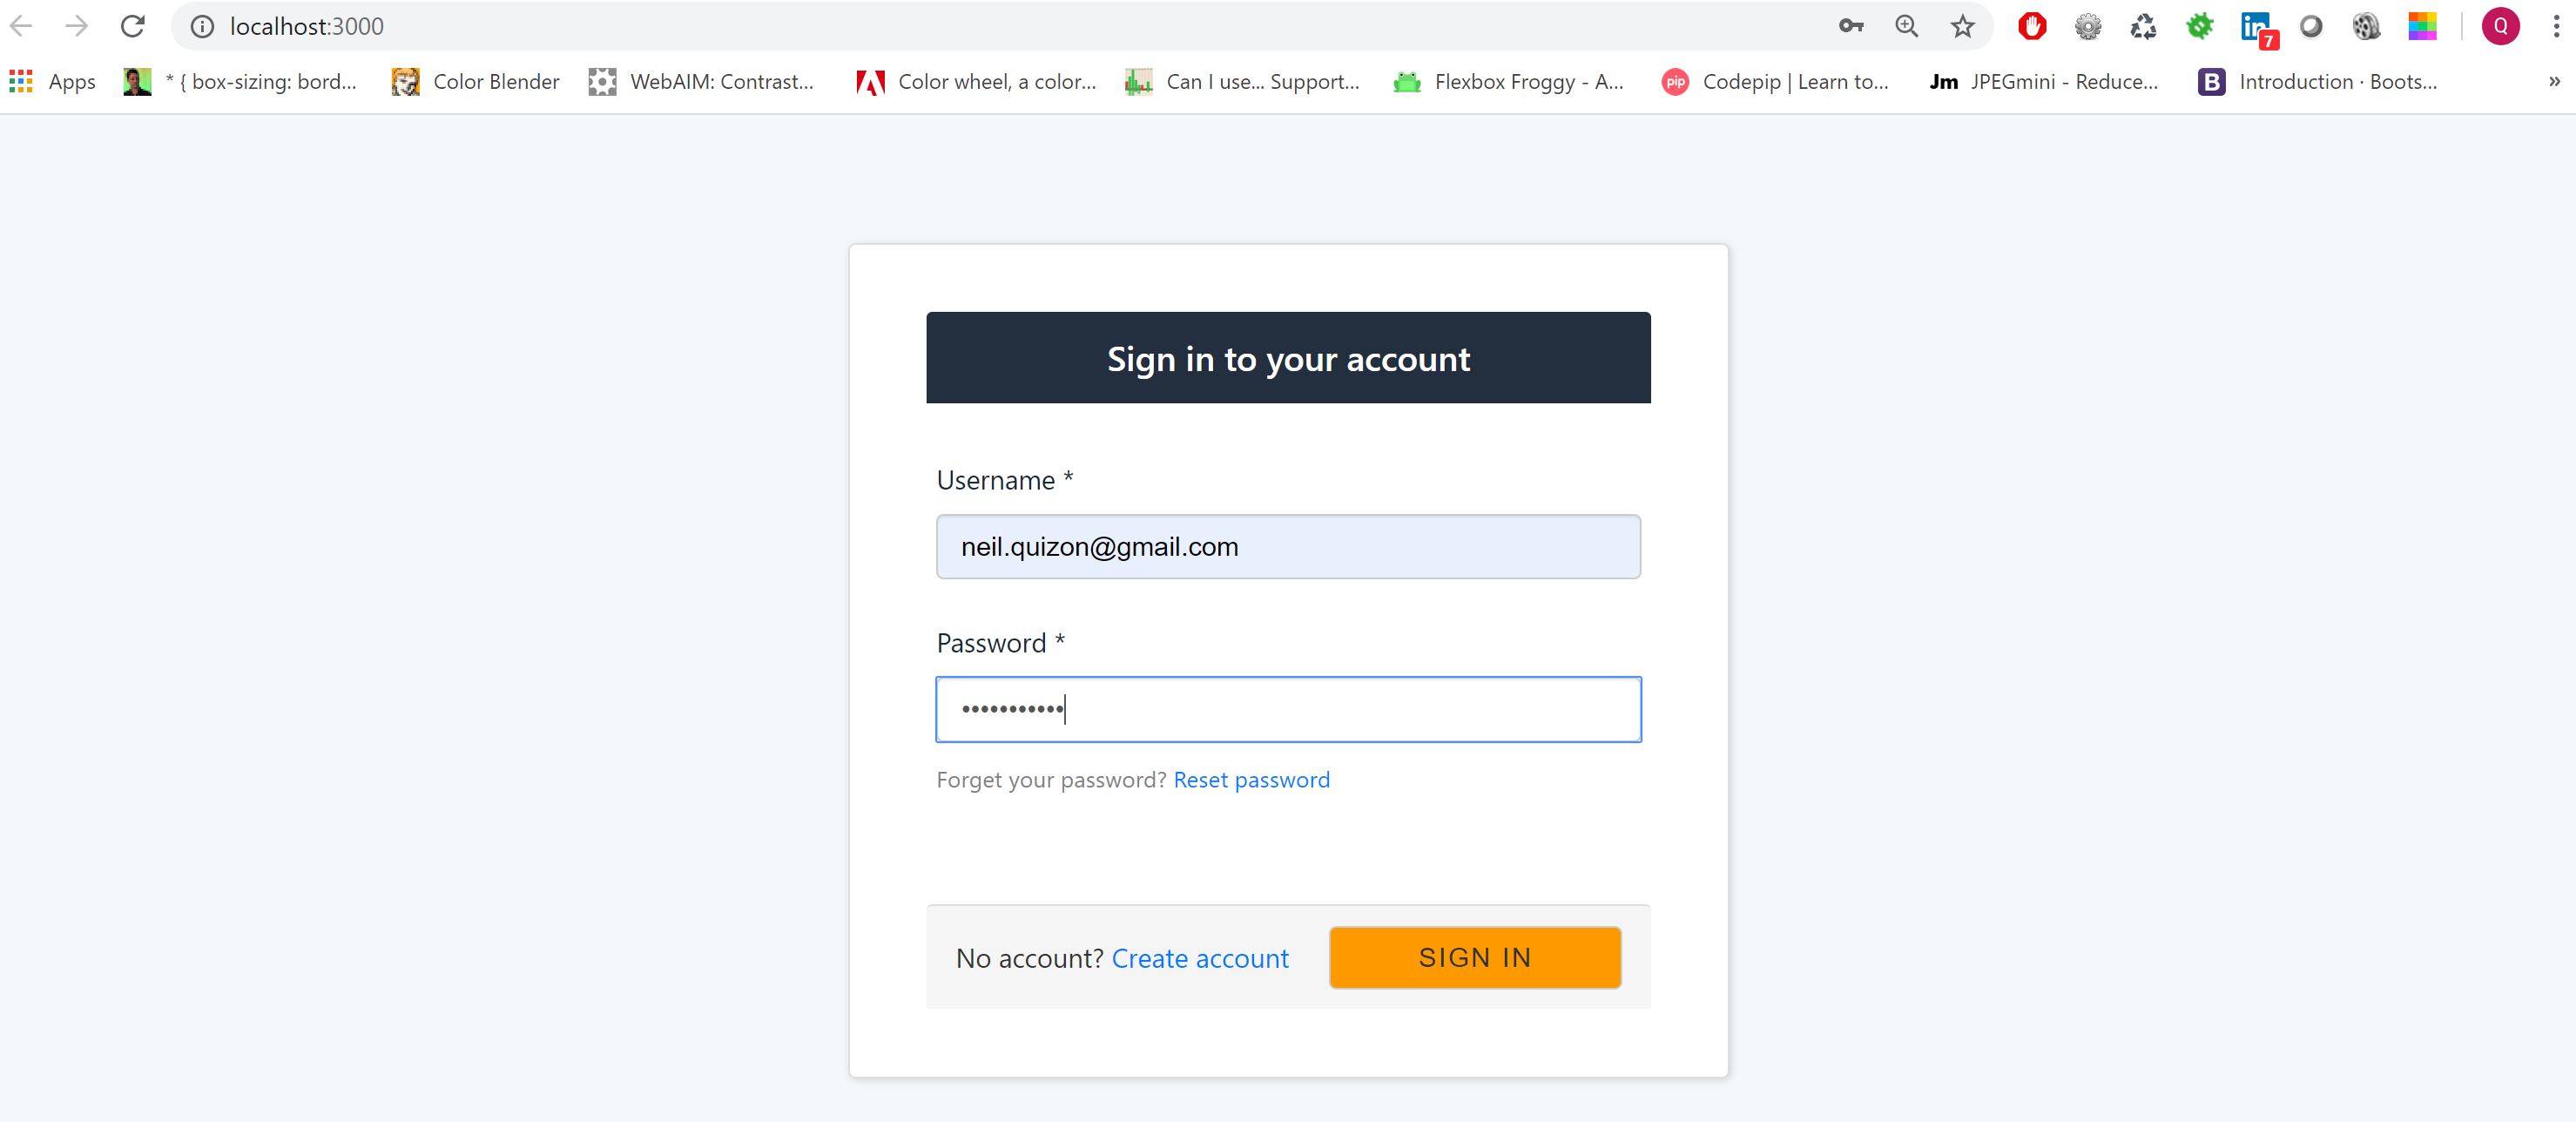 localhost:3000
7
Q
Apps
* { box-sizing: bord...
Color Blender
WebAIM: Contrast...
Color wheel, a color...
Can I use... Support...
Flexbox Froggy - A...
pip
Codepip | Learn to...
Jm
JPEGmini - Reduce...
B
Introduction · Boots...
»
Sign in to your account
Username *
neil.quizon@gmail.com
Password *
•••••••••••
Forget your password? Reset password
No account? Create account
SIGN IN